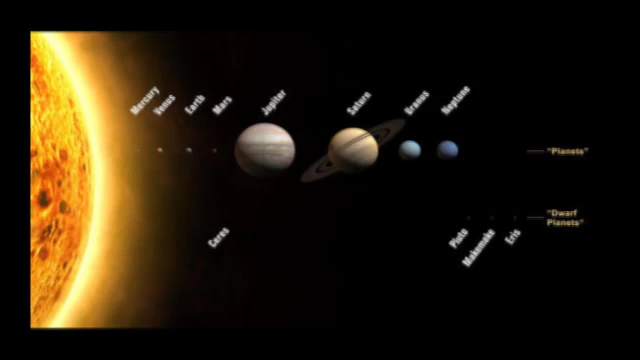 Mercury
Venus
Earth
Mars
Jupiter
Saturn
Uranus
Neptune
"Planets"
"Dwarf
Planets"
Ceres
Pluto
Makemake
Eris